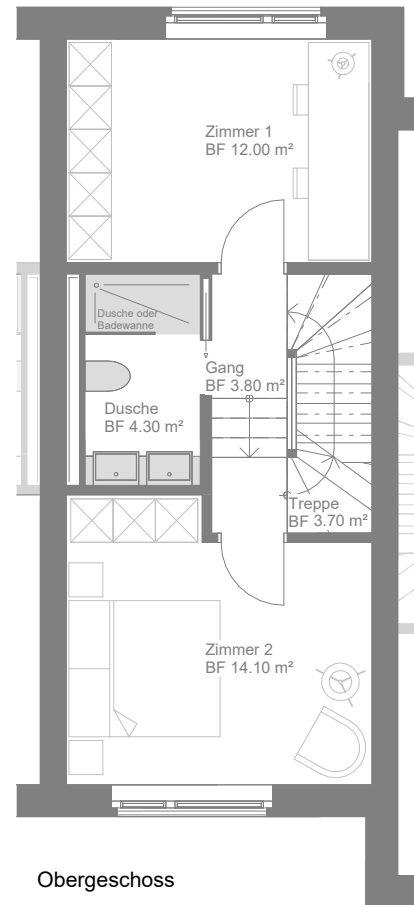 Zimmer 1
BF 12.00 m²
Dusche oder
Badewanne
Gang
BF 3.80 m²
Dusche
BF 4.30 m²
Treppe
BF 3.70 m²
Zimmer 2
BF 14.10 m²
Obergeschoss